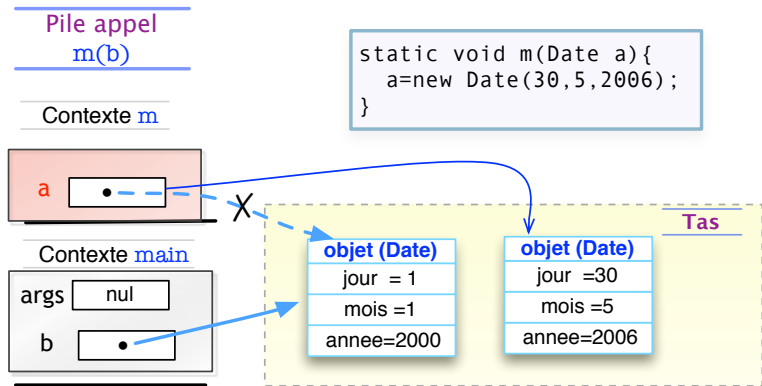 Pile appel
m(b)
static void m(Date a){
a=new Date(30,5,2006);
}
Contexte m
a
Tas
Contexte main
args nul
b
objet (Date)
jour = 1
mois =1
annee=2000
objet (Date)
jour =30
mois =5
annee=2006